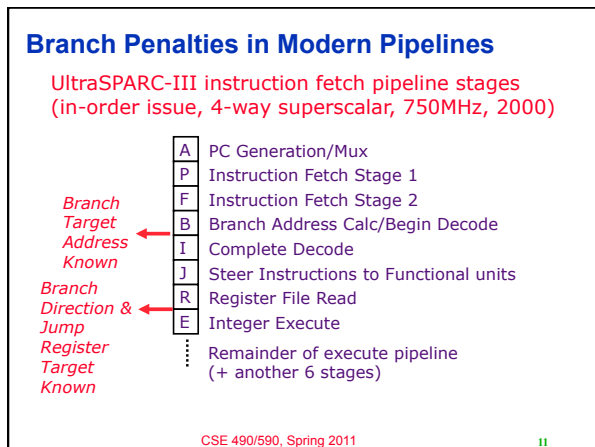 Branch Penalties in Modern Pipelines
UltraSPARC-III instruction fetch pipeline stages
(in-order issue, 4-way superscalar, 750MHz, 2000)
A PC Generation/Mux
P Instruction Fetch Stage 1
F Instruction Fetch Stage 2
B Branch Address Calc/Begin Decode
I Complete Decode
J Steer Instructions to Functional units
R Register File Read
E Integer Execute
Remainder of execute pipeline
(+ another 6 stages)
Branch
Target
Address
Known
Branch
Direction &
Jump
Register
Target
Known
CSE 490/590, Spring 2011
11